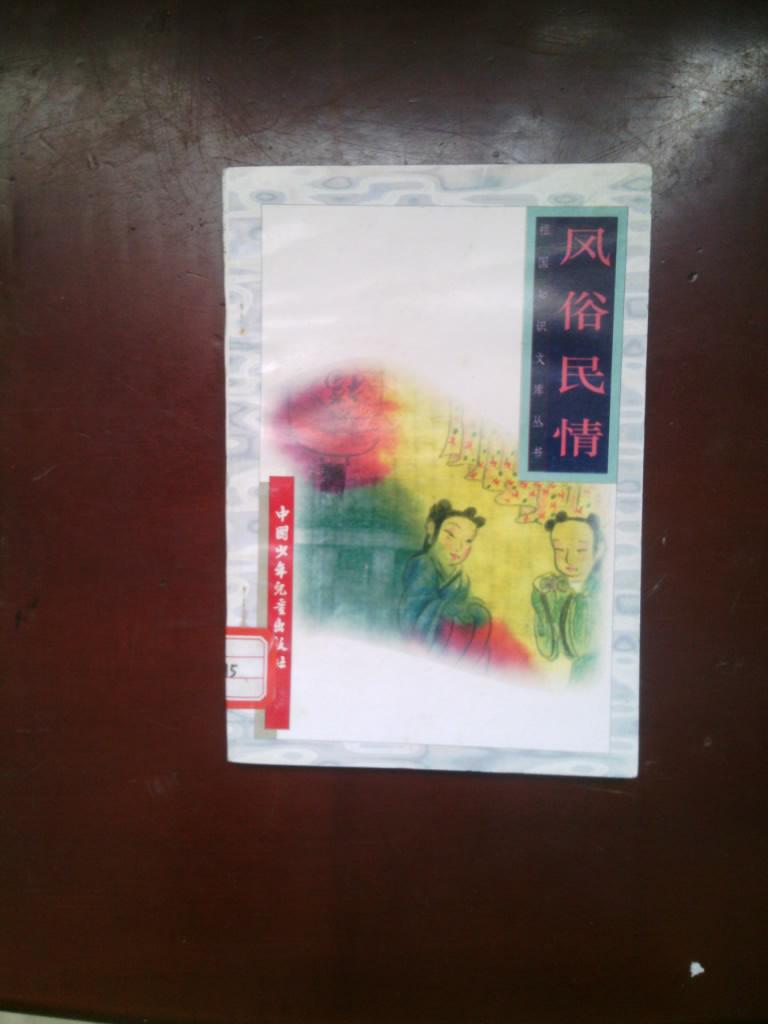 风俗民情
祖国知识文库丛书
中国少年儿童出版社
15